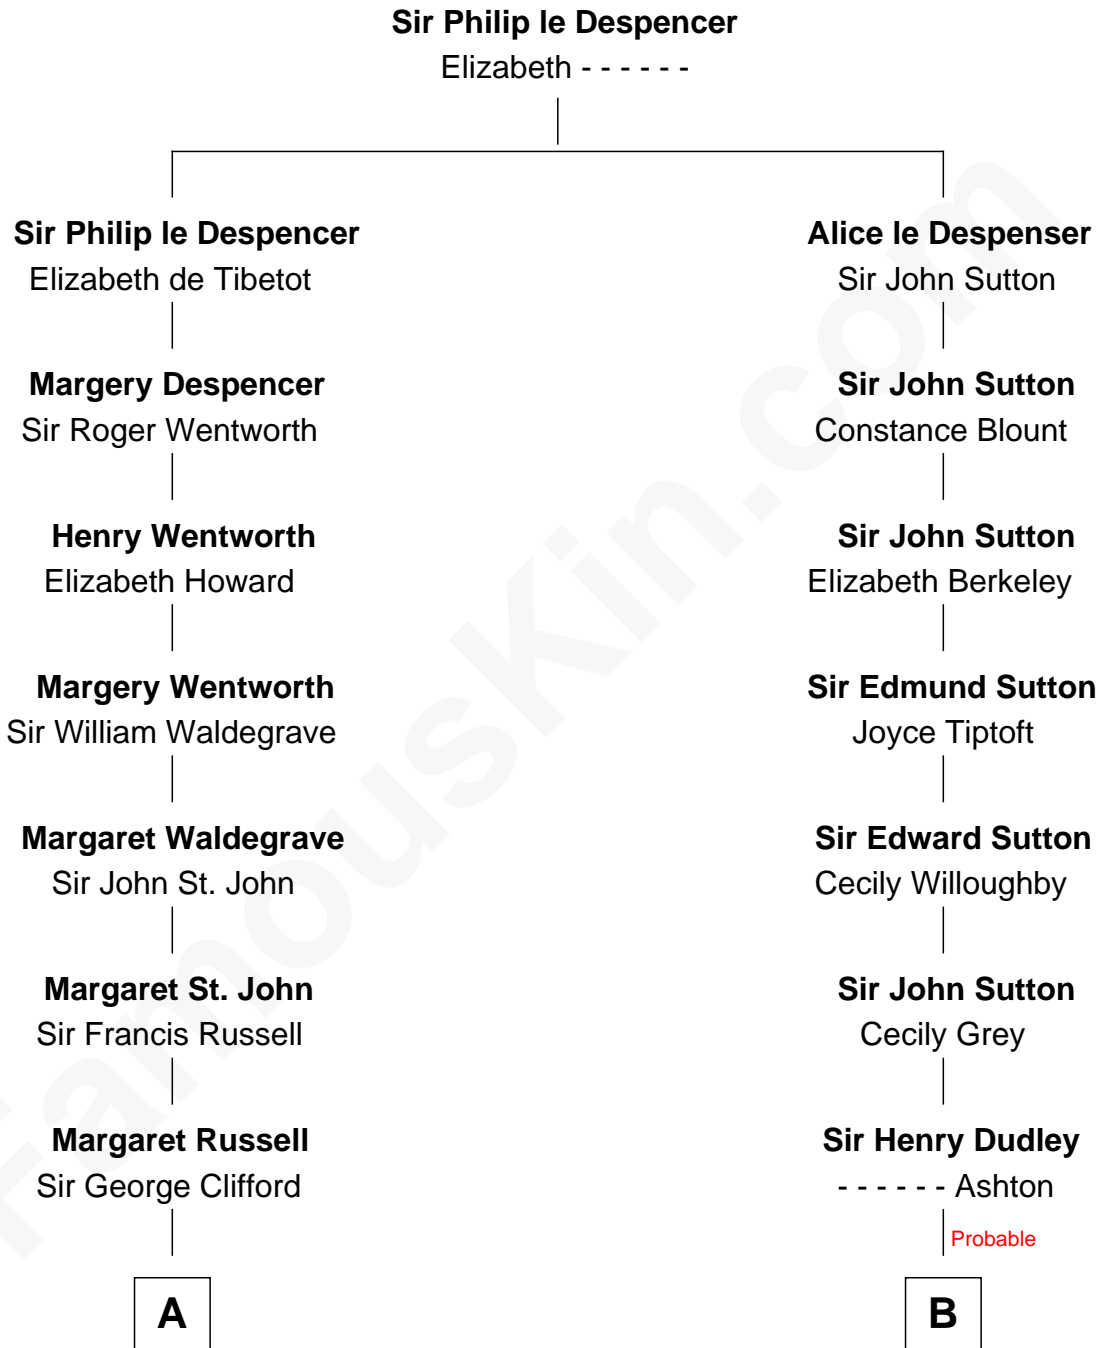 Sir Philip le Despencer
Elizabeth - - - - - -
Sir Philip le Despencer
Elizabeth de Tibetot
Margery Despencer
Sir Roger Wentworth
Henry Wentworth
Elizabeth Howard
Margery Wentworth
Sir William Waldegrave
Margaret Waldegrave
Sir John St. John
Margaret St. John
Sir Francis Russell
Margaret Russell
Sir George Clifford
A
Alice le Despenser
Sir John Sutton
Sir John Sutton
Constance Blount
Sir John Sutton
Elizabeth Berkeley
Sir Edmund Sutton
Joyce Tiptoft
Sir Edward Sutton
Cecily Willoughby
Sir John Sutton
Cecily Grey
Sir Henry Dudley
- - - - - - Ashton
Probable
B
FamousKin.com